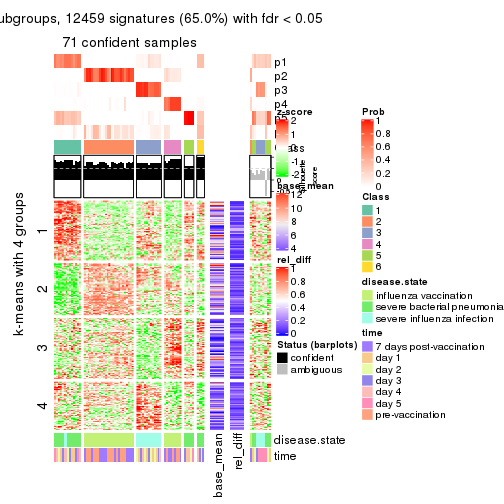 ubgroups, 12459 signatures (65.0%) with fdr < 0.05
71 confident samples
p1
p2
p3
p4
p5
Class
silhouette
score
k-means with 4 groups
1
2
3
4
disease.state
time
base_mean
rel_diff
z-score
2
1
0
-1
-2
base_mean
12
10
8
6
4
rel_diff
1
0.8
0.6
0.4
0.2
0
Status (barplots)
confident
ambiguous
Prob
1
0.8
0.6
0.4
0.2
0
Class
1
2
3
4
5
6
disease.state
influenza vaccination
severe bacterial pneumonia
severe influenza infection
time
7 days post-vaccination
day 1
day 2
day 3
day 4
day 5
pre-vaccination